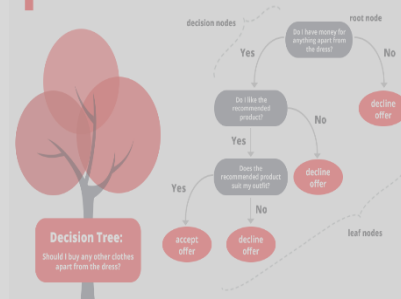 decision nodes
root node
Do I have money for
anything apart from
the dress?
Yes
No
Do I like the
recommended
product?
decline
offer
No
Yes
Does the
recommended product
suit my outfit?
decline
offer
Yes
No
Decision Tree:
Should I buy any other clothes
apart from the dress?
accept
offer
decline
offer
leaf nodes